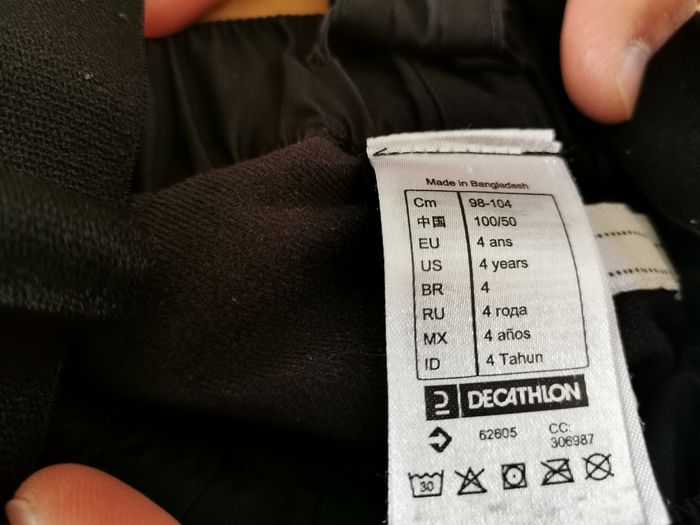 Made in Bangladesh
Cm 98-104
中国 100/50
EU 4 ans
US 4 years
BR 4
RU 4 года
MX 4 años
ID 4 Tahun
DECATHLON
62605 CC: 306987
30